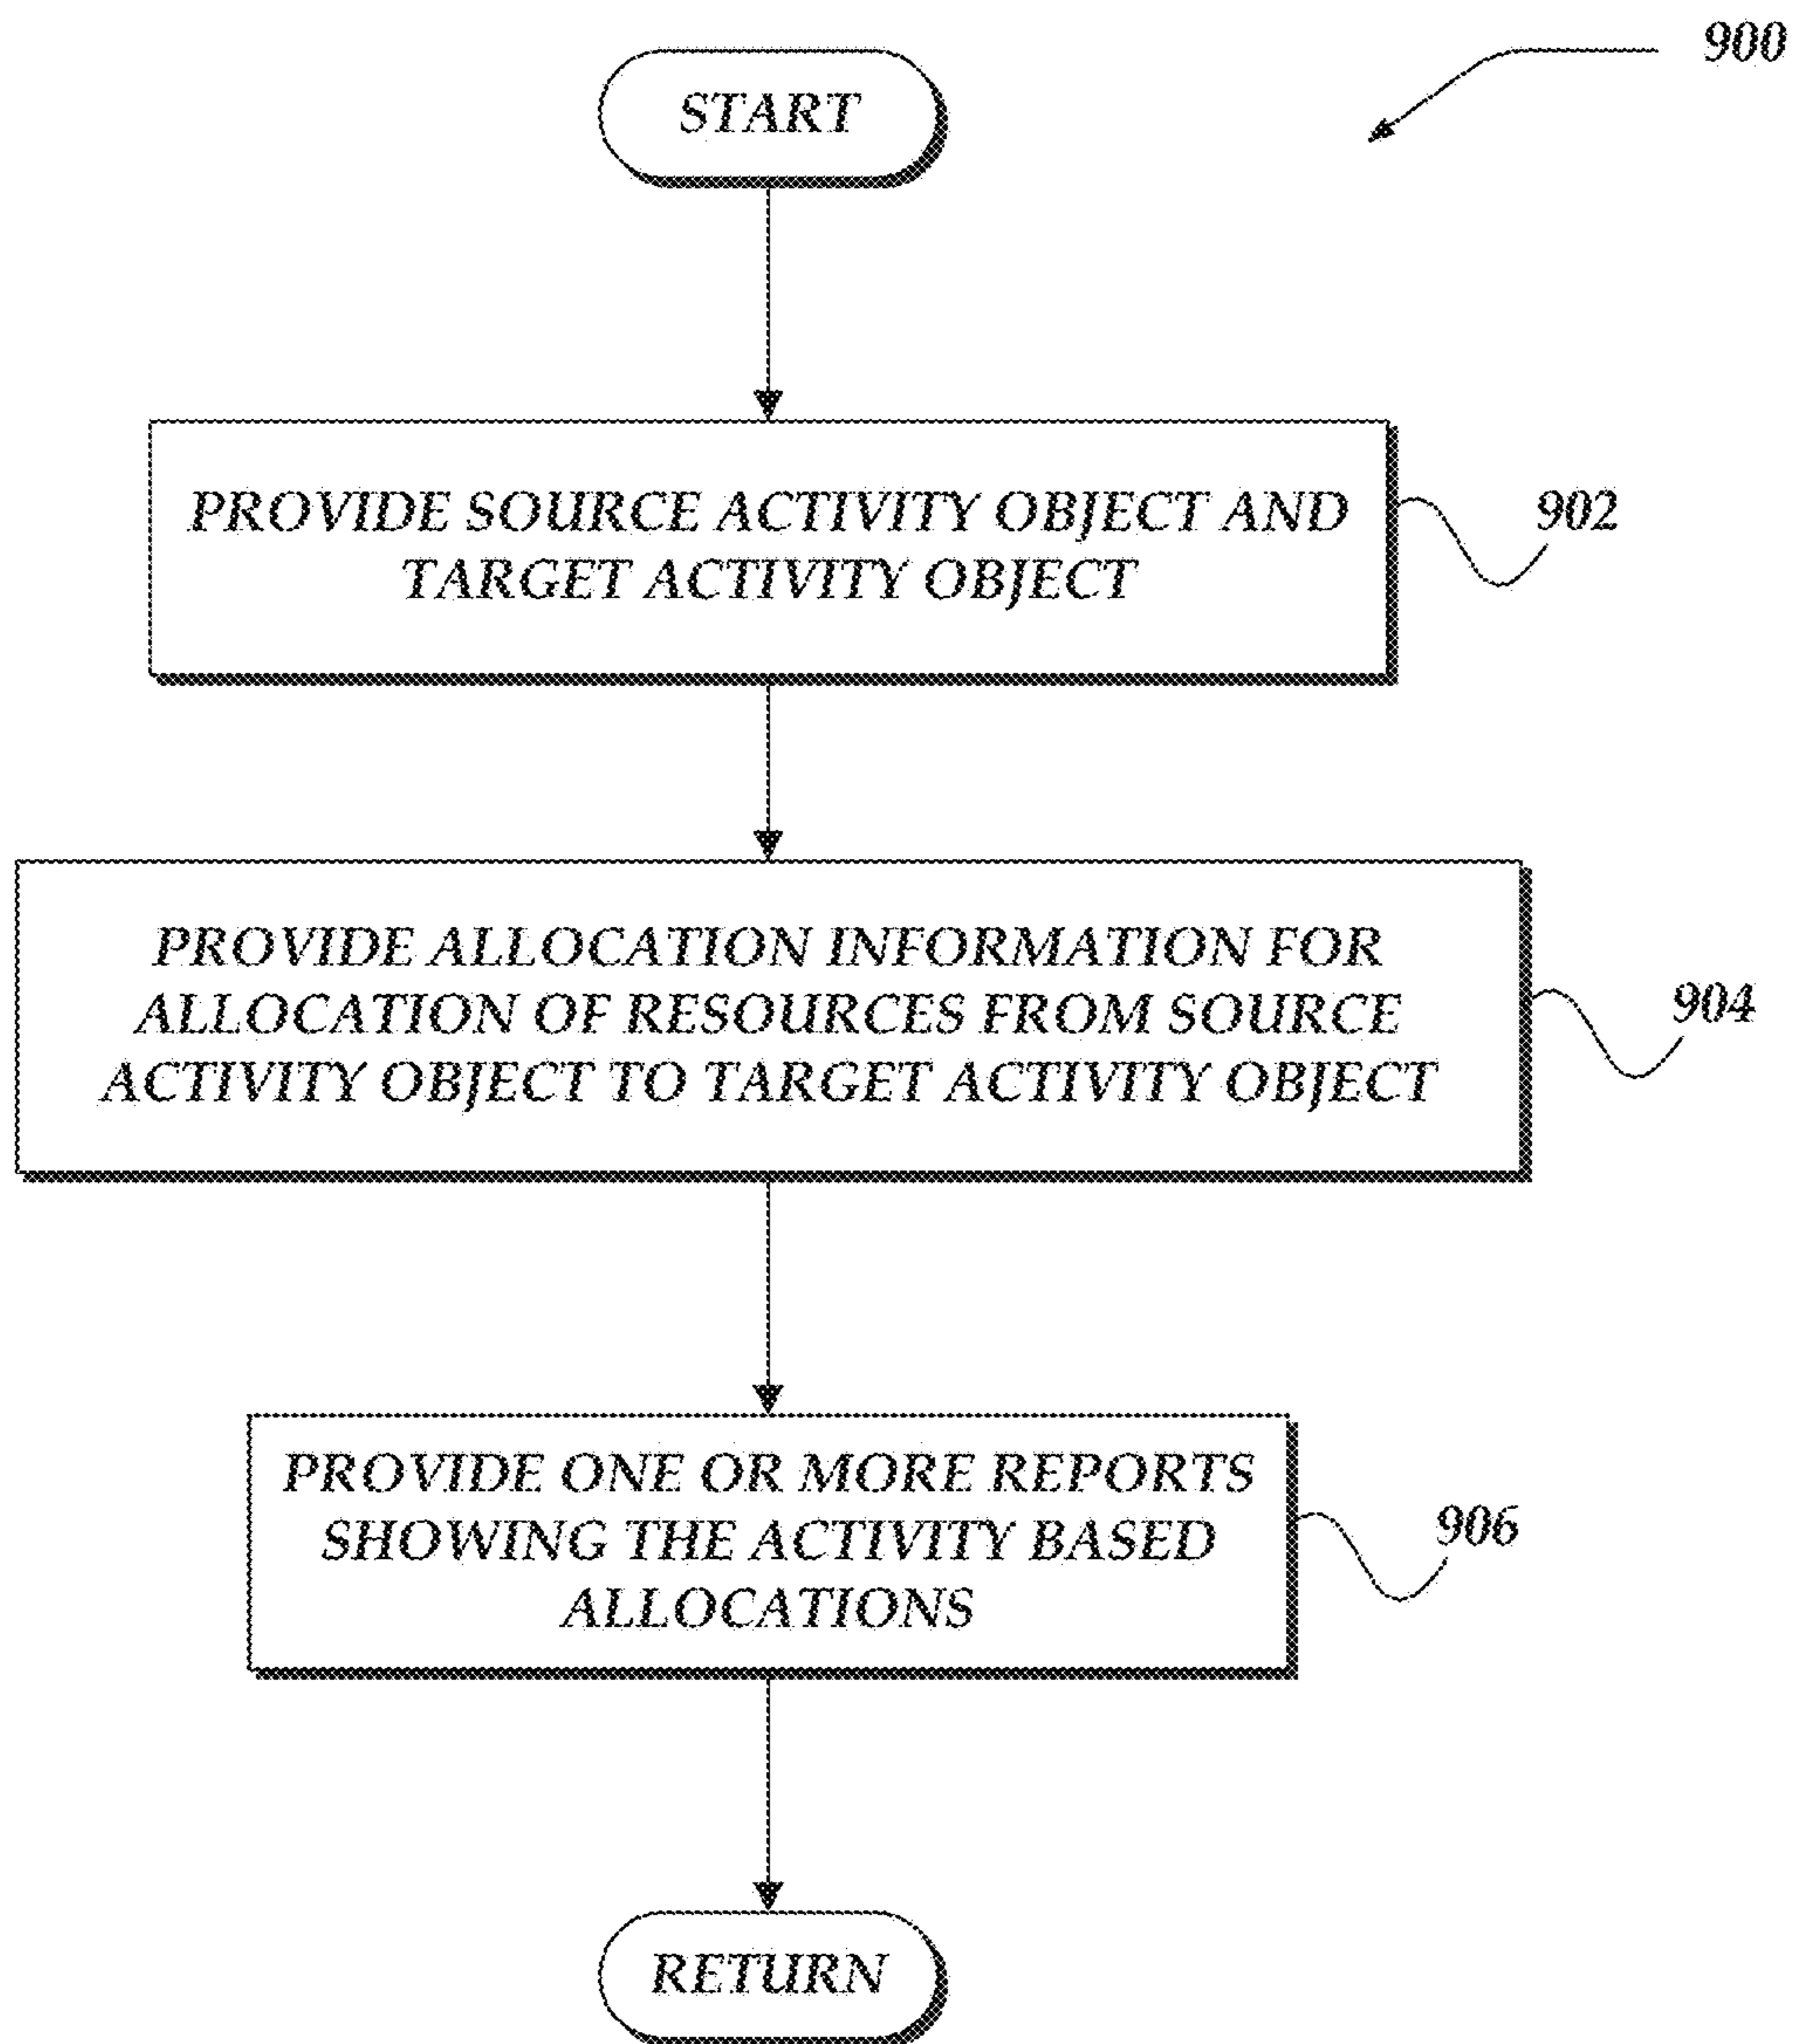 900
START
PROVIDE SOURCE ACTIVITY OBJECT AND
TARGET ACTIVITY OBJECT
902
PROVIDE ALLOCATION INFORMATION FOR
ALLOCATION OF RESOURCES FROM SOURCE
ACTIVITY OBJECT TO TARGET ACTIVITY OBJECT
904
PROVIDE ONE OR MORE REPORTS
SHOWING THE ACTIVITY BASED
ALLOCATIONS
906
RETURN